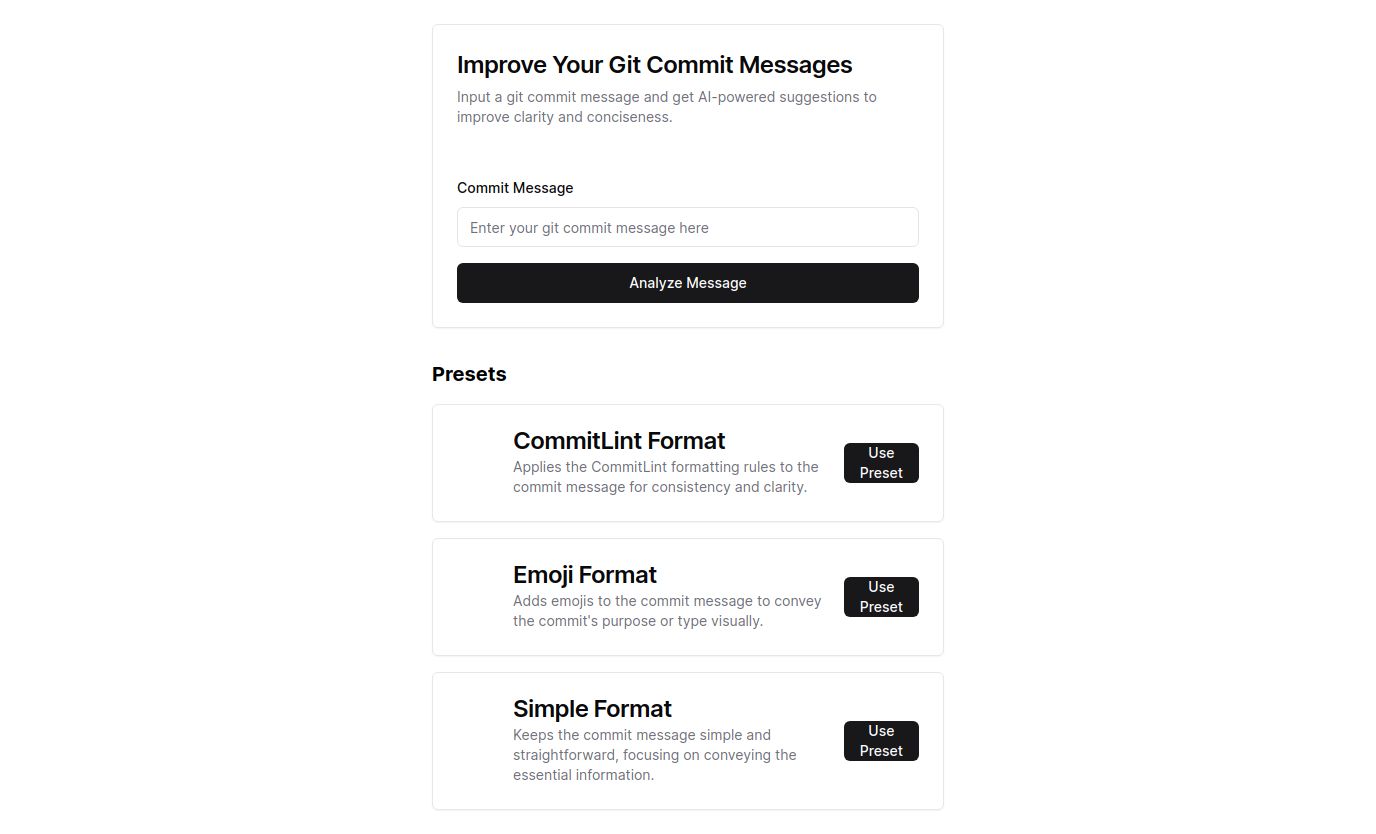 Improve Your Git Commit Messages
Input a git commit message and get AI-powered suggestions to
improve clarity and conciseness.
Commit Message
Enter your git commit message here
Analyze Message
Presets
CommitLint Format
Applies the CommitLint formatting rules to the
commit message for consistency and clarity.
Use
Preset
Emoji Format
Adds emojis to the commit message to convey
the commit's purpose or type visually.
Use
Preset
Simple Format
Keeps the commit message simple and
straightforward, focusing on conveying the
essential information.
Use
Preset